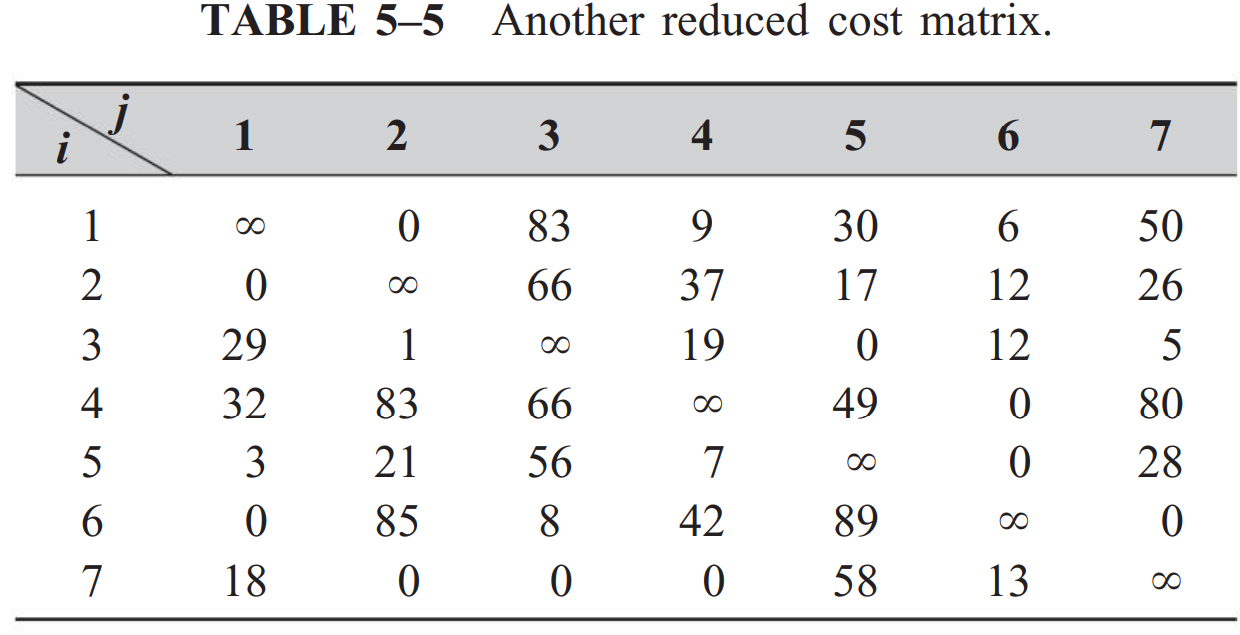 TABLE 5–5 Another reduced cost matrix.
j
i 1 2 3 4 5 6 7
1 ∞ 0 83 9 30 6 50
2 0 ∞ 66 37 17 12 26
3 29 1 ∞ 19 0 12 5
4 32 83 66 ∞ 49 0 80
5 3 21 56 7 ∞ 0 28
6 0 85 8 42 89 ∞ 0
7 18 0 0 0 58 13 ∞